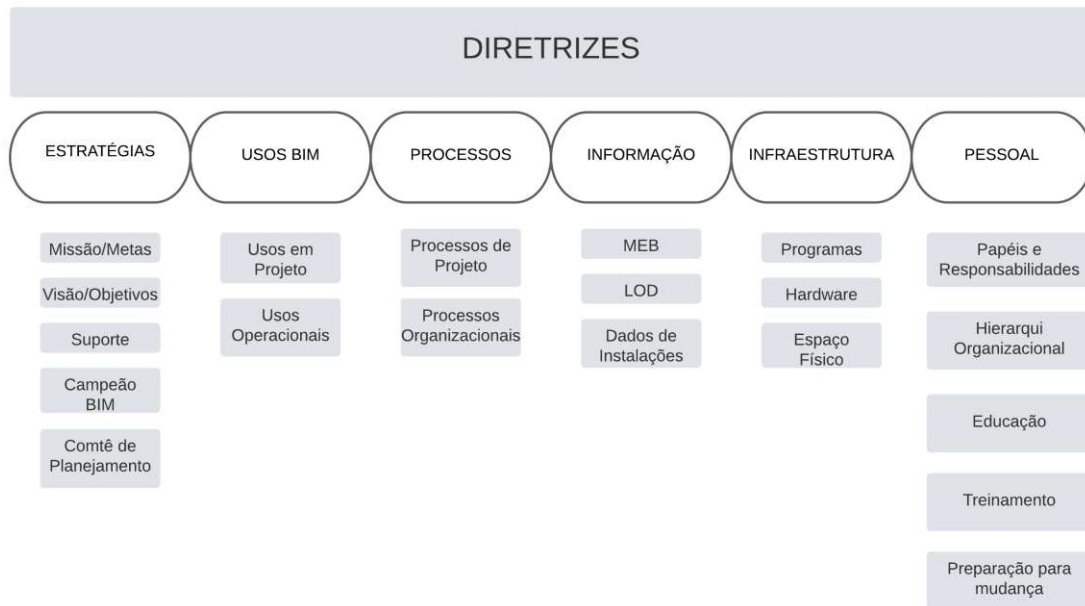 DIRETRIZES
ESTRATÉGIAS
USOS BIM
PROCESSOS
INFORMAÇÃO
INFRAESTRUTURA
PESSOAL
Missão/Metas
Visão/Objetivos
Suporte
Campeão
BIM
Comtê de
Planejamento
Usos em
Projeto
Usos
Operacionais
Processos de
Projeto
Processos
Organizacionais
MEB
LOD
Dados de
Instalações
Programas
Hardware
Espaço
Físico
Papéis e
Responsabilidades
Hierarqui
Organizacional
Educação
Treinamento
Preparação para
mudança